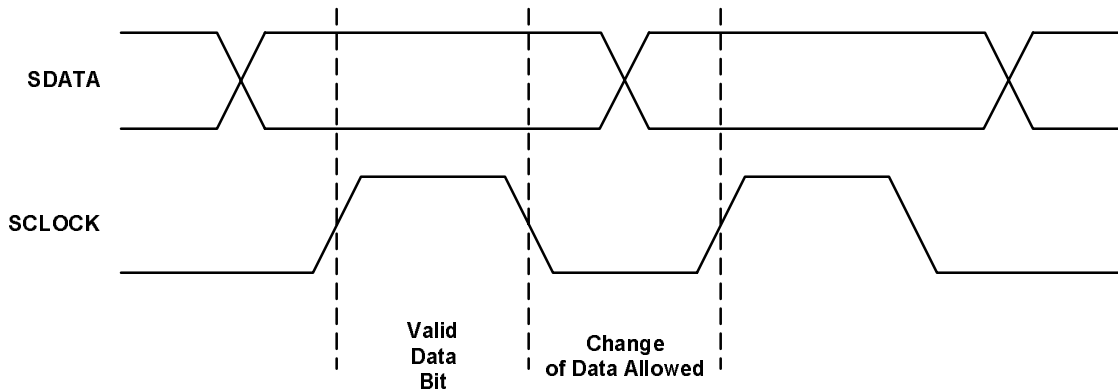 SDATA
SCLOCK
Valid
Data
Bit
Change
of Data Allowed